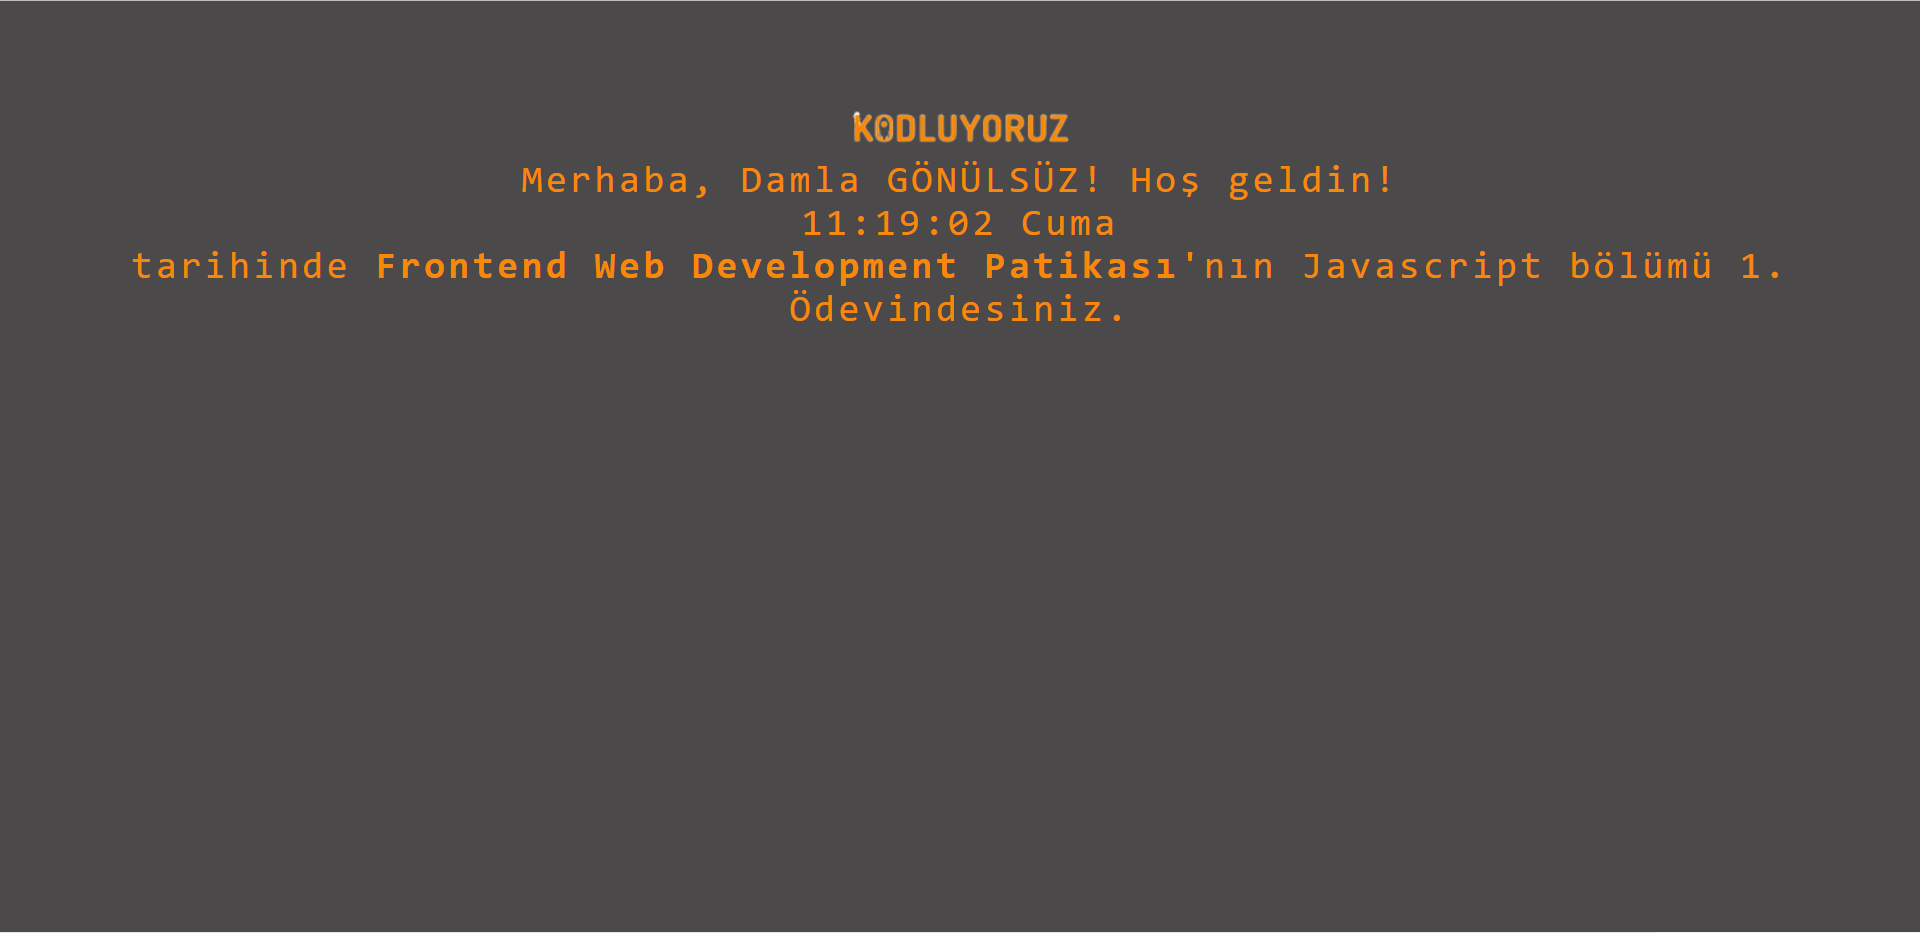 KODLUYORUZ
Merhaba, Damla GÖNÜLSÜZ! Hoş geldin!
11:19:02 Cuma
tarihinde Frontend Web Development Patikası'nın Javascript bölümü 1.
Ödevindesiniz.